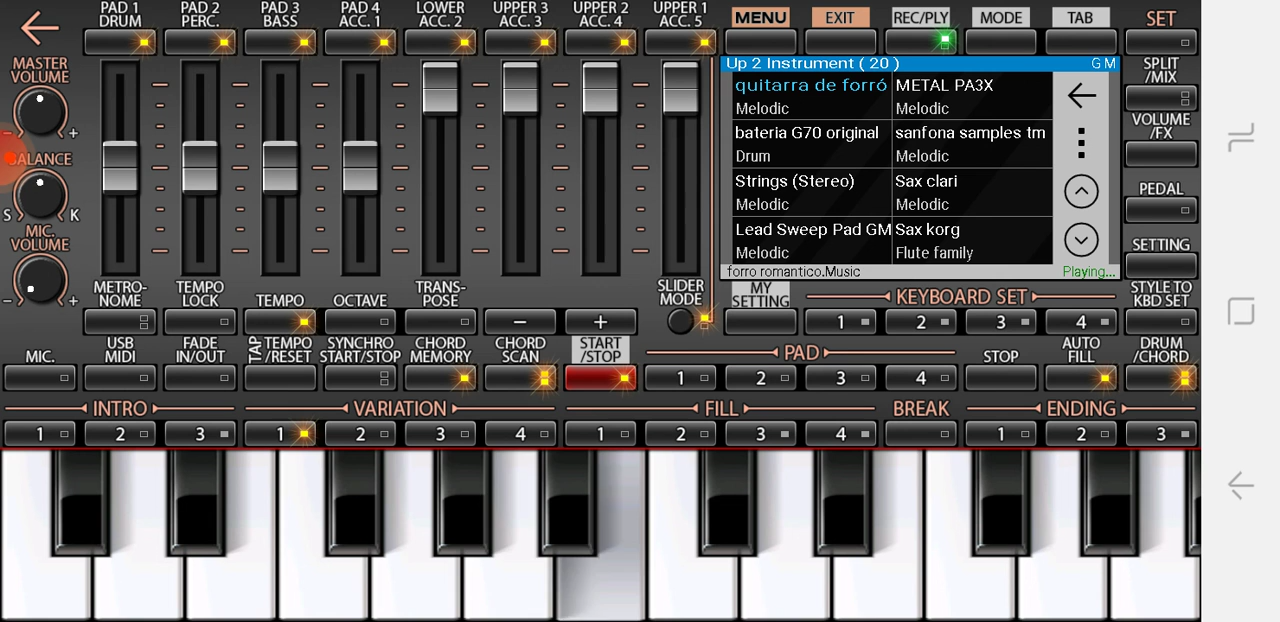 PAD 1 DRUM
PAD 2 PERC.
PAD 3 BASS
PAD 4 ACC. 1
LOWER ACC. 2
UPPER 3 ACC. 3
UPPER 2 ACC. 4
UPPER 1 ACC. 5
MENU
EXIT
REC/PLY
MODE
TAB
SET
MASTER VOLUME
- +
BALANCE
S K
MIC. VOLUME
- +
Up 2 Instrument ( 20 ) G M
quitarra de forró METAL PA3X
Melodic Melodic
bateria G70 original sanfona samples tm
Drum Melodic
Strings (Stereo) Sax clari
Melodic Melodic
Lead Sweep Pad GM Sax korg
Melodic Flute family
forro romantico.Music Playing...
SPLIT /MIX
VOLUME /FX
PEDAL
SETTING
STYLE TO KBD SET
METRO- NOME
TEMPO LOCK
TEMPO
OCTAVE
TRANS- POSE
- +
SLIDER MODE
MY SETTING
KEYBOARD SET
1 2 3 4
MIC.
USB MIDI
FADE IN/OUT
TAP TEMPO /RESET
SYNCHRO START/STOP
CHORD MEMORY
CHORD SCAN
START /STOP
PAD
1 2 3 4
STOP
AUTO FILL
DRUM /CHORD
INTRO
1 2 3
VARIATION
1 2 3 4
FILL
1 2 3 4
BREAK
ENDING
1 2 3